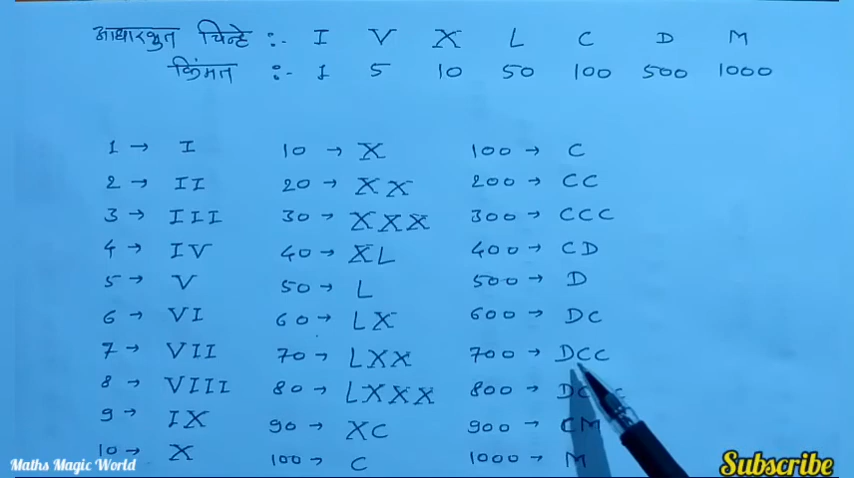 आधारभुत चिन्हे :- I V X L C D M
किंमत :- 1 5 10 50 100 500 1000
1 → I 10 → X 100 → C
2 → II 20 → XX 200 → CC
3 → III 30 → XXX 300 → CCC
4 → IV 40 → XL 400 → CD
5 → V 50 → L 500 → D
6 → VI 60 → LX 600 → DC
7 → VII 70 → LXX 700 → DCC
8 → VIII 80 → LXXX 800 →
9 → IX 90 → XC 900 → CM
10 → X 100 → C 1000 → M
Maths Magic World
Subscribe